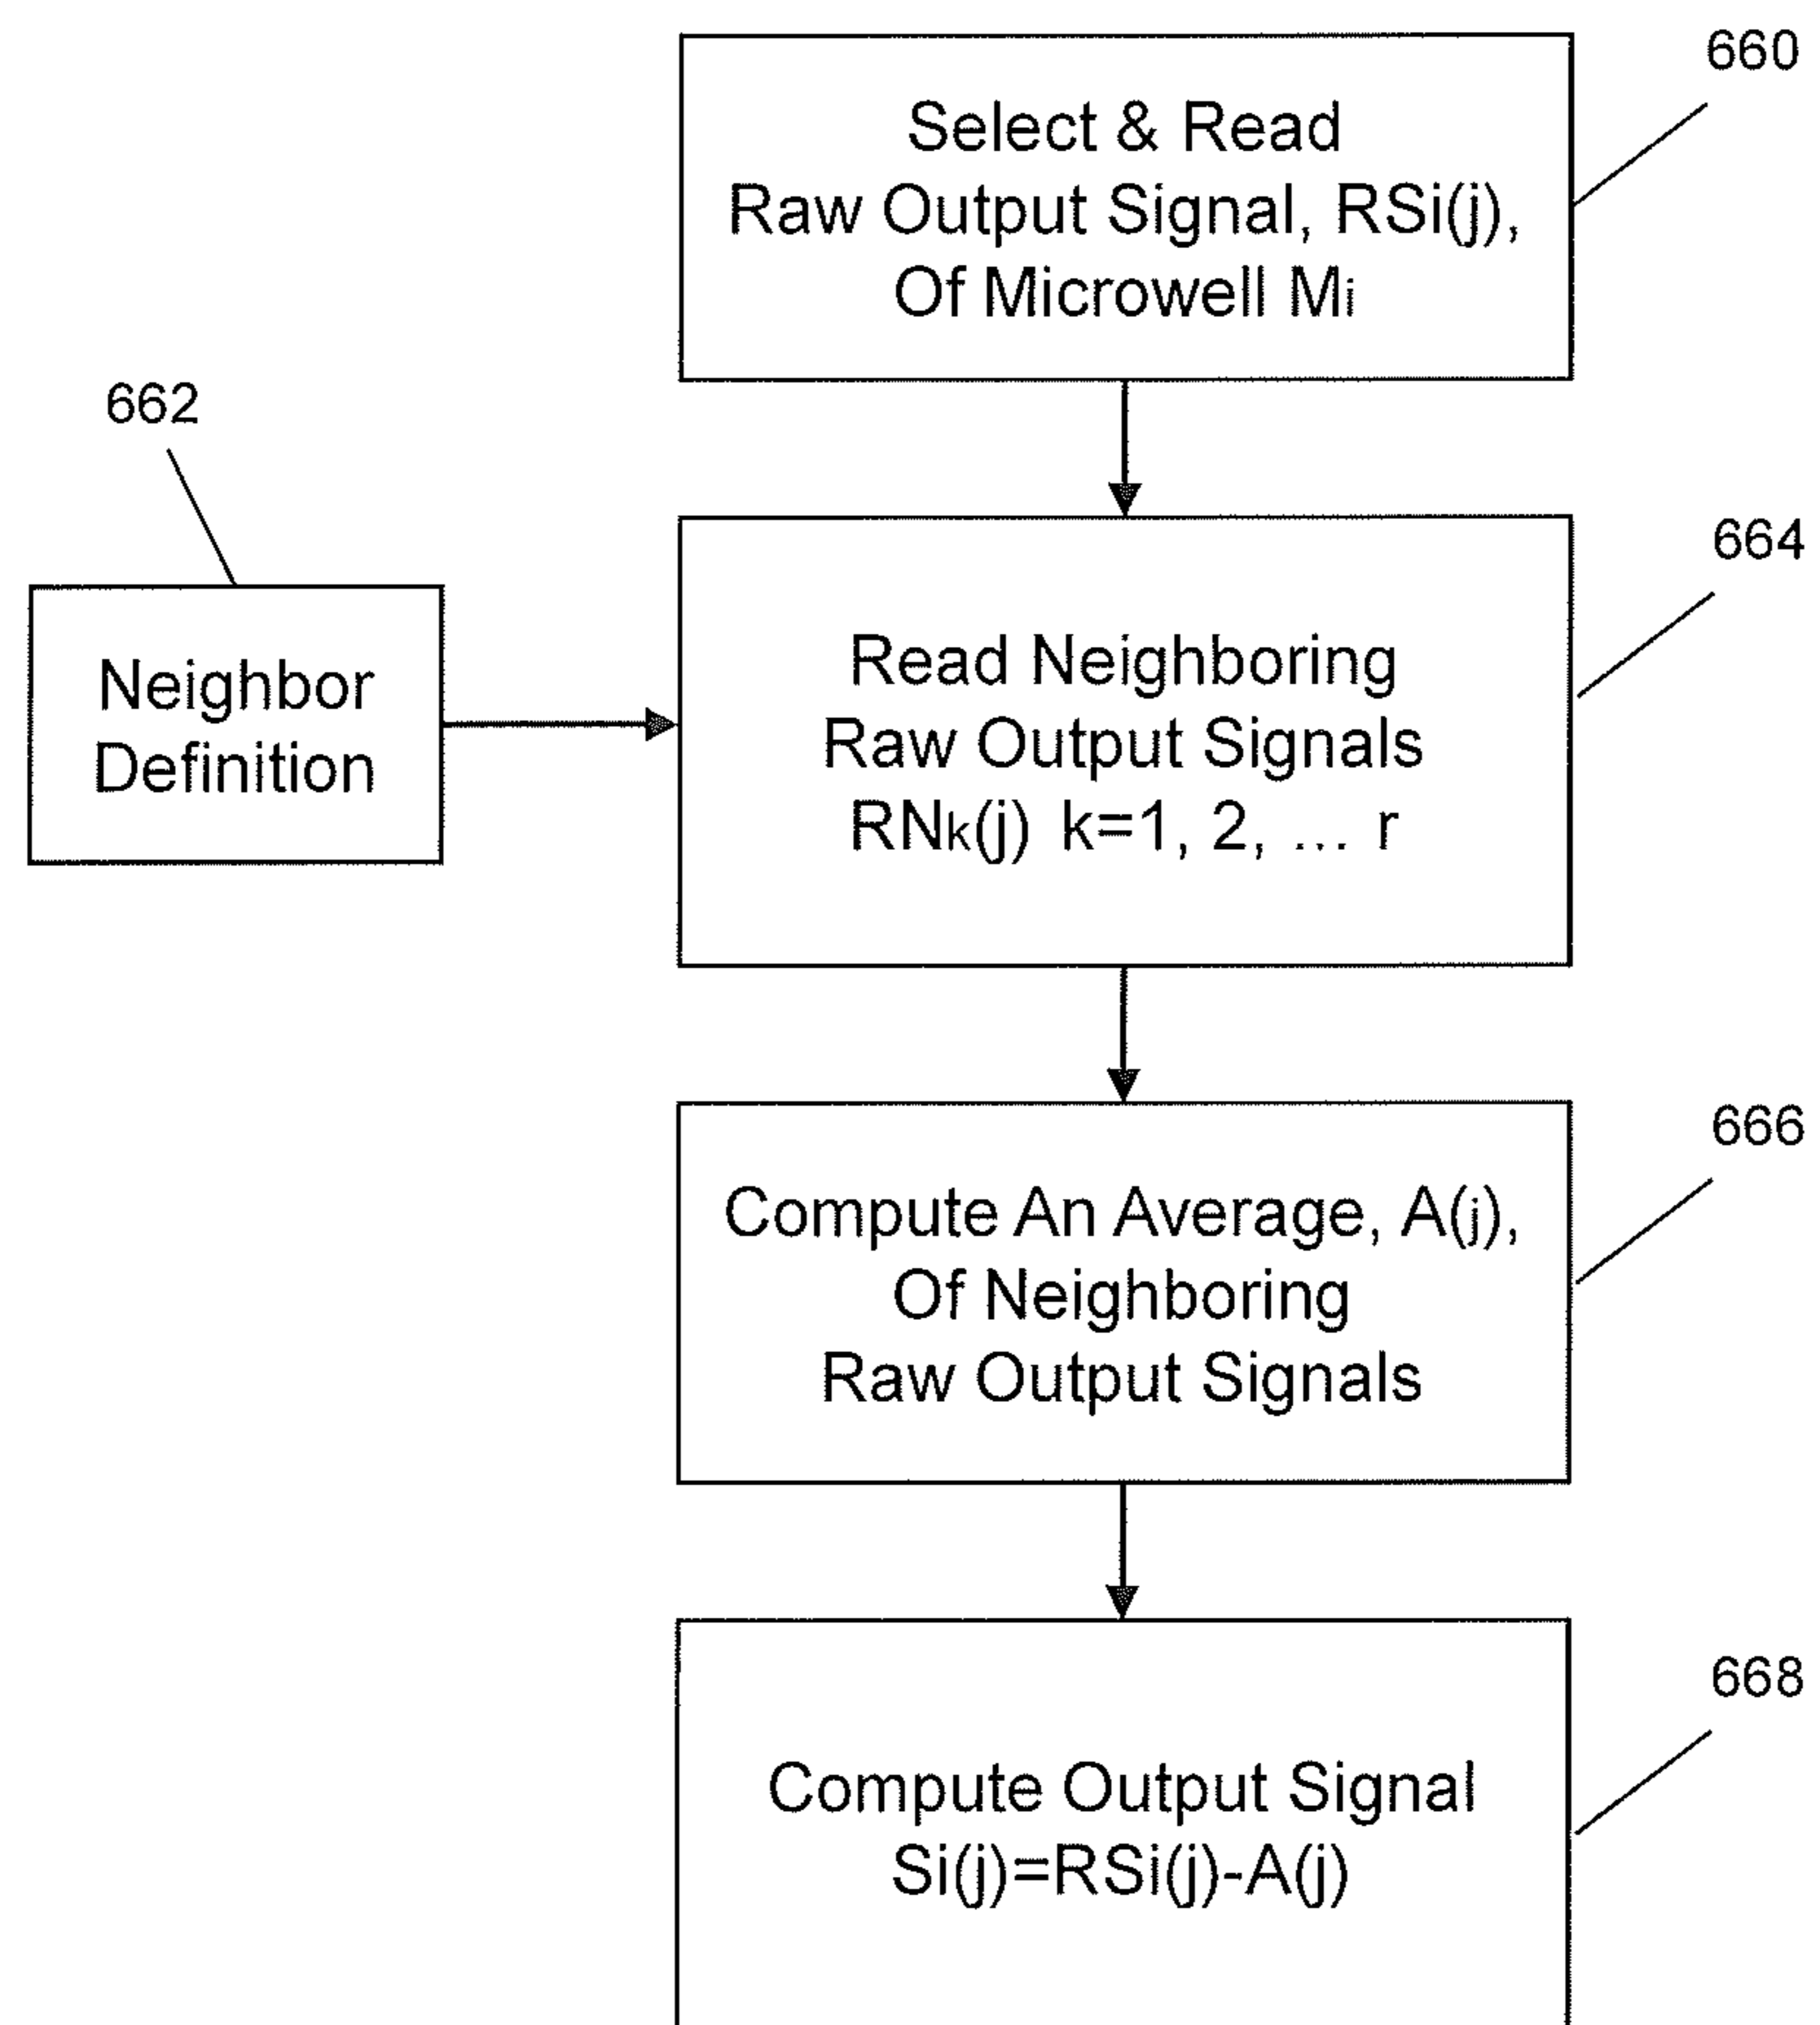 660
Select & Read
Raw Output Signal, RSi(j),
Of Microwell Mi
662
Neighbor
Definition
664
Read Neighboring
Raw Output Signals
RNk(j) k=1, 2, ... r
666
Compute An Average, A(j),
Of Neighboring
Raw Output Signals
668
Compute Output Signal
Si(j)=RSi(j)-A(j)